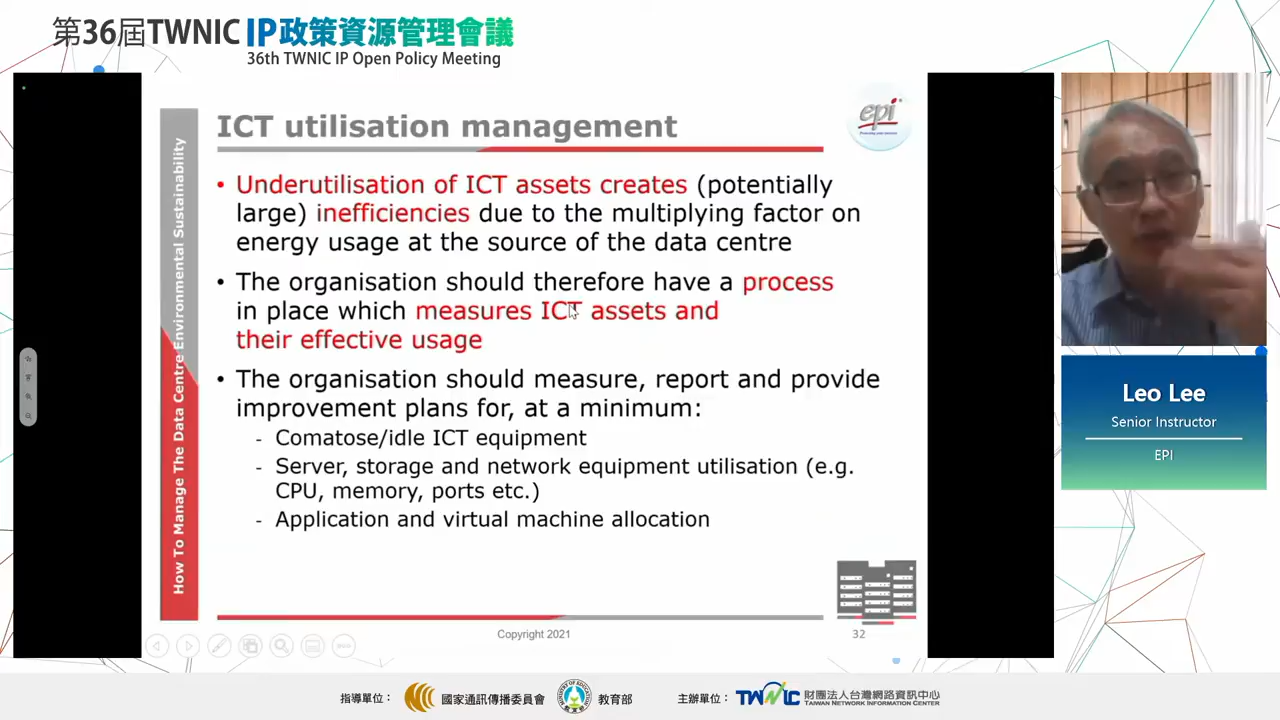 第36屆TWNIC IP政策資源管理會議
36th TWNIC IP Open Policy Meeting
How To Manage The Data Centre Environmental Sustainability
ICT utilisation management
epi
• Underutilisation of ICT assets creates (potentially
large) inefficiencies due to the multiplying factor on
energy usage at the source of the data centre
• The organisation should therefore have a process
in place which measures ICT assets and
their effective usage
• The organisation should measure, report and provide
improvement plans for, at a minimum:
- Comatose/idle ICT equipment
- Server, storage and network equipment utilisation (e.g.
CPU, memory, ports etc.)
- Application and virtual machine allocation
Copyright 2021
32
Leo Lee
Senior Instructor
EPI
指導單位：
國家通訊傳播委員會
教育部
主辦單位：
TWNIC
財團法人台灣網路資訊中心
TAIWAN NETWORK INFORMATION CENTER